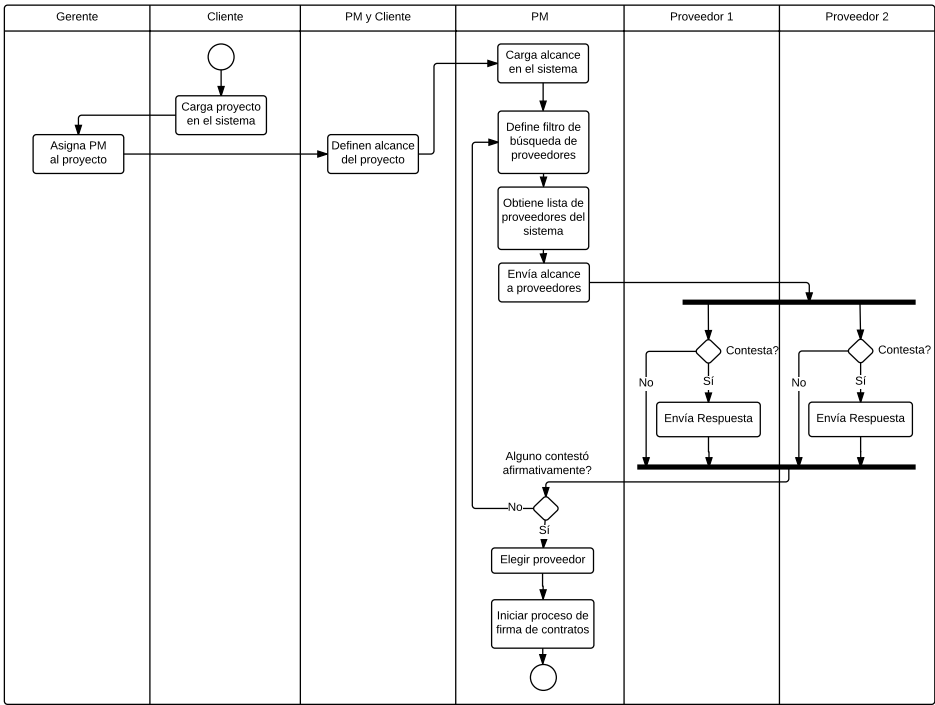 Gerente
Cliente
PM y Cliente
PM
Proveedor 1
Proveedor 2
Carga proyecto
en el sistema
Asigna PM
al proyecto
Definen alcance
del proyecto
Carga alcance
en el sistema
Define filtro de
búsqueda de
proveedores
Obtiene lista de
proveedores del
sistema
Envía alcance
a proveedores
Contesta?
No
Sí
Envía Respuesta
Contesta?
No
Sí
Envía Respuesta
Alguno contestó
afirmativamente?
No
Sí
Elegir proveedor
Iniciar proceso de
firma de contratos